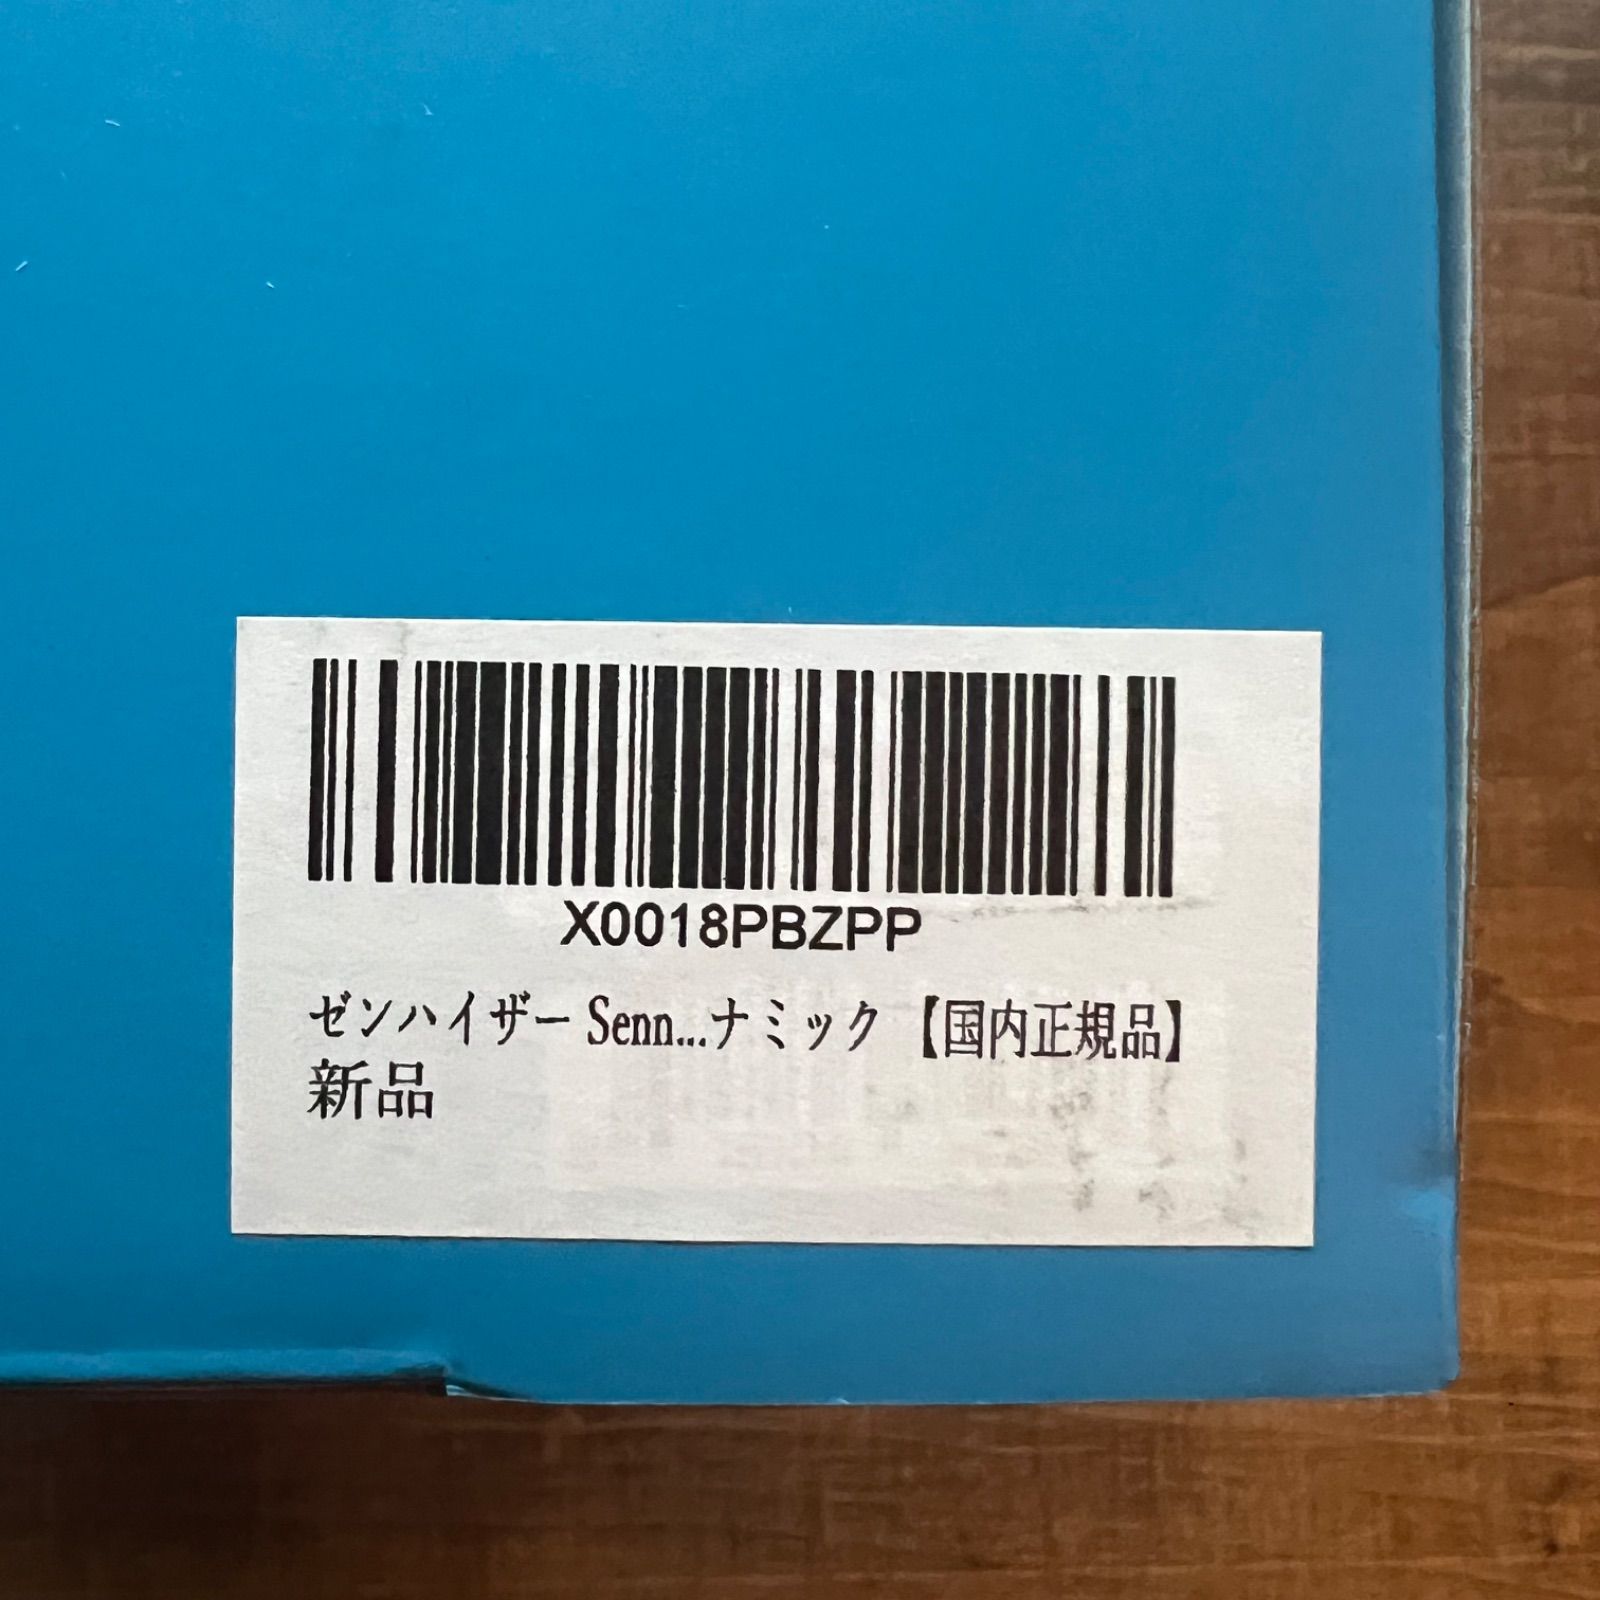 X0018PBZPP
ゼンハイザー Senn...ナミック 【国内正規品】
新品